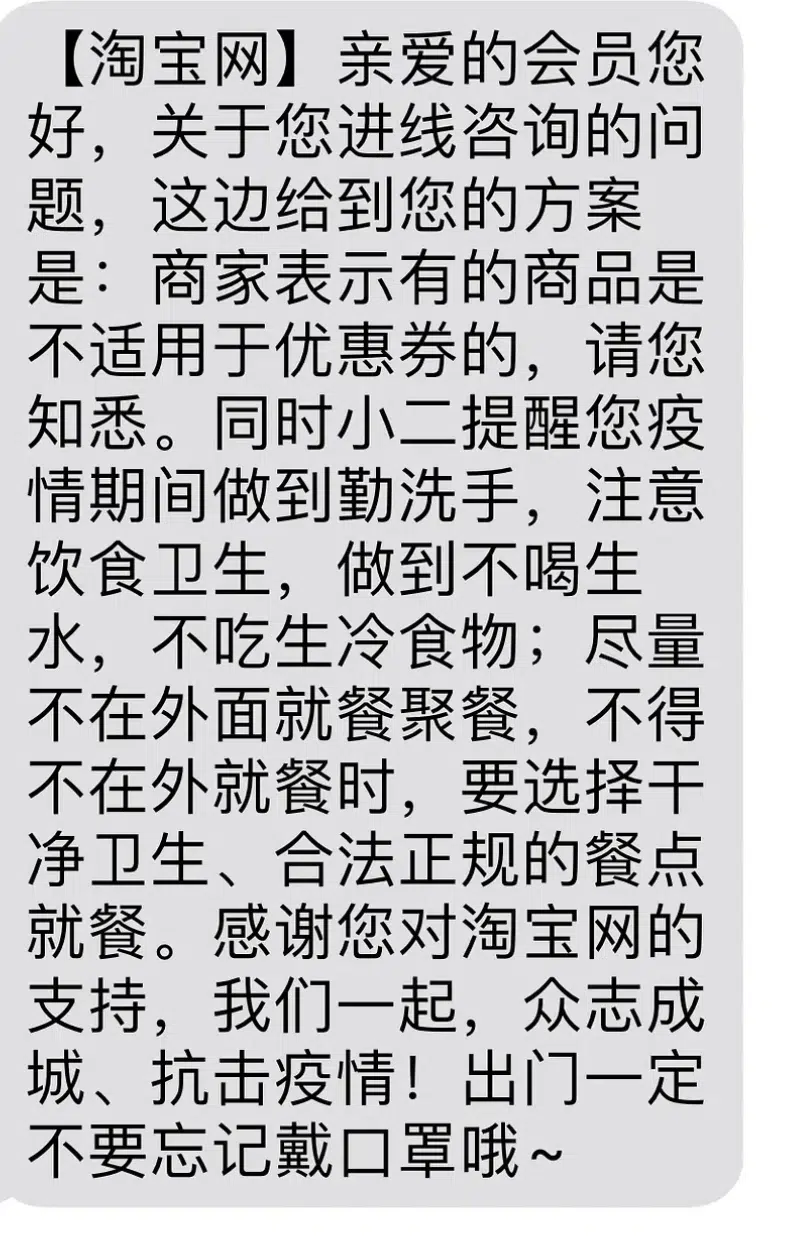 【淘宝网】亲爱的会员您
好，关于您进线咨询的问
题，这边给到您的方案
是：商家表示有的商品是
不适用于优惠券的，请您
知悉。同时小二提醒您疫
情期间做到勤洗手，注意
饮食卫生，做到不喝生
水，不吃生冷食物；尽量
不在外面就餐聚餐，不得
不在外就餐时，要选择干
净卫生、合法正规的餐点
就餐。感谢您对淘宝网的
支持，我们一起，众志成
城、抗击疫情！出门一定
不要忘记戴口罩哦~